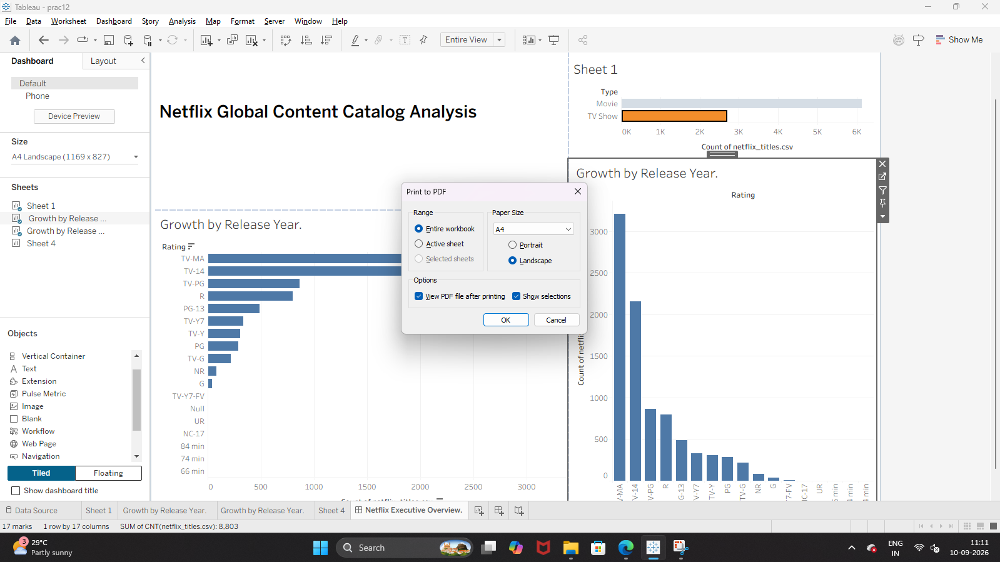 Tableau - prac12
File Data Worksheet Dashboard Story Analysis Map Format Server Window Help
Entire View
Show Me
Dashboard Layout
Default
Phone
Device Preview
Size
A4 Landscape (1169 x 827)
Sheets
Sheet 1
Growth by Release ...
Growth by Release ...
Sheet 4
Objects
Vertical Container
Text
Extension
Pulse Metric
Image
Blank
Workflow
Web Page
Navigation
Tiled Floating
Show dashboard title
Netflix Global Content Catalog Analysis
Sheet 1
Type
Movie
TV Show
0K 1K 2K 3K 4K 5K 6K
Count of netflix_titles.csv
Growth by Release Year.
Rating
TV-MA
TV-14
TV-PG
R
PG-13
TV-Y7
TV-Y
PG
TV-G
NR
G
TV-Y7-FV
Null
UR
NC-17
84 min
74 min
66 min
0 500 1000 1500 2000 2500 3000
Print to PDF
Range
Entire workbook
Active sheet
Selected sheets
Paper Size
A4
Portrait
Landscape
Options
View PDF file after printing Show selections
OK Cancel
Growth by Release Year.
Rating
3000
2500
2000
1500
1000
500
0
Count of netfli
V-MA V-14 V-PG R G-13 V-Y7 TV-Y PG TV-G NR G 7-FV IC-17 UR min min min
Data Source Sheet 1 Growth by Release Year. Growth by Release Year. Sheet 4 Netflix Executive Overview.
17 marks 1 row by 17 columns SUM of CNT(netflix_titles.csv): 8,803
3
29°C
Partly sunny
Search
ENG
IN
11:11
10-09-2026